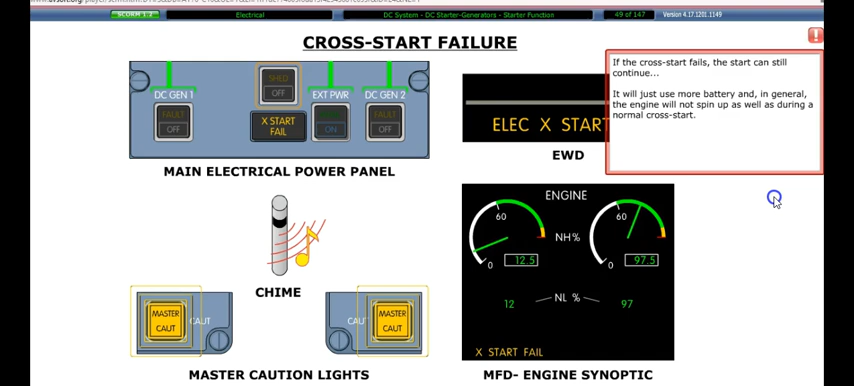 SCORM 1.2
Electrical
DC System - DC Starter-Generators - Starter Function
49 of 147
Version 4.17.1201.1149
CROSS-START FAILURE
If the cross-start fails, the start can still
continue...
It will just use more battery and, in general,
the engine will not spin up as well as during a
normal cross-start.
SHED
OFF
DC GEN 1
EXT PWR
DC GEN 2
FAULT
OFF
X START
FAIL
ON
FAULT
OFF
MAIN ELECTRICAL POWER PANEL
ELEC X START
EWD
ENGINE
60
0
12.5
NH%
60
0
97.5
12
NL %
97
X START FAIL
MFD- ENGINE SYNOPTIC
CHIME
MASTER
CAUT
CAUT
CAUT
MASTER
CAUT
MASTER CAUTION LIGHTS